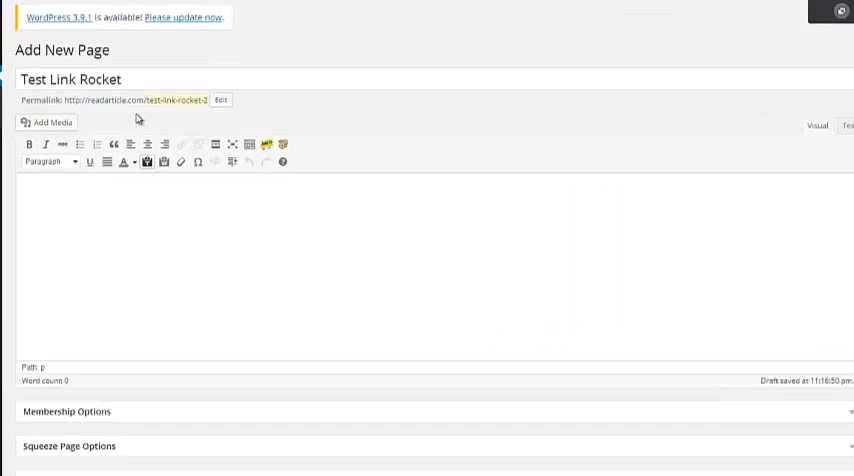 WordPress 3.9.1 is available! Please update now.
Add New Page
Test Link Rocket
Permalink: http://readarticle.com/test-link-rocket-2 Edit
Add Media
Visual
B I ABC
Paragraph U A T Ω ?
Path: p
Word count: 0
Draft saved at 11:16:50 pm.
Membership Options
Squeeze Page Options